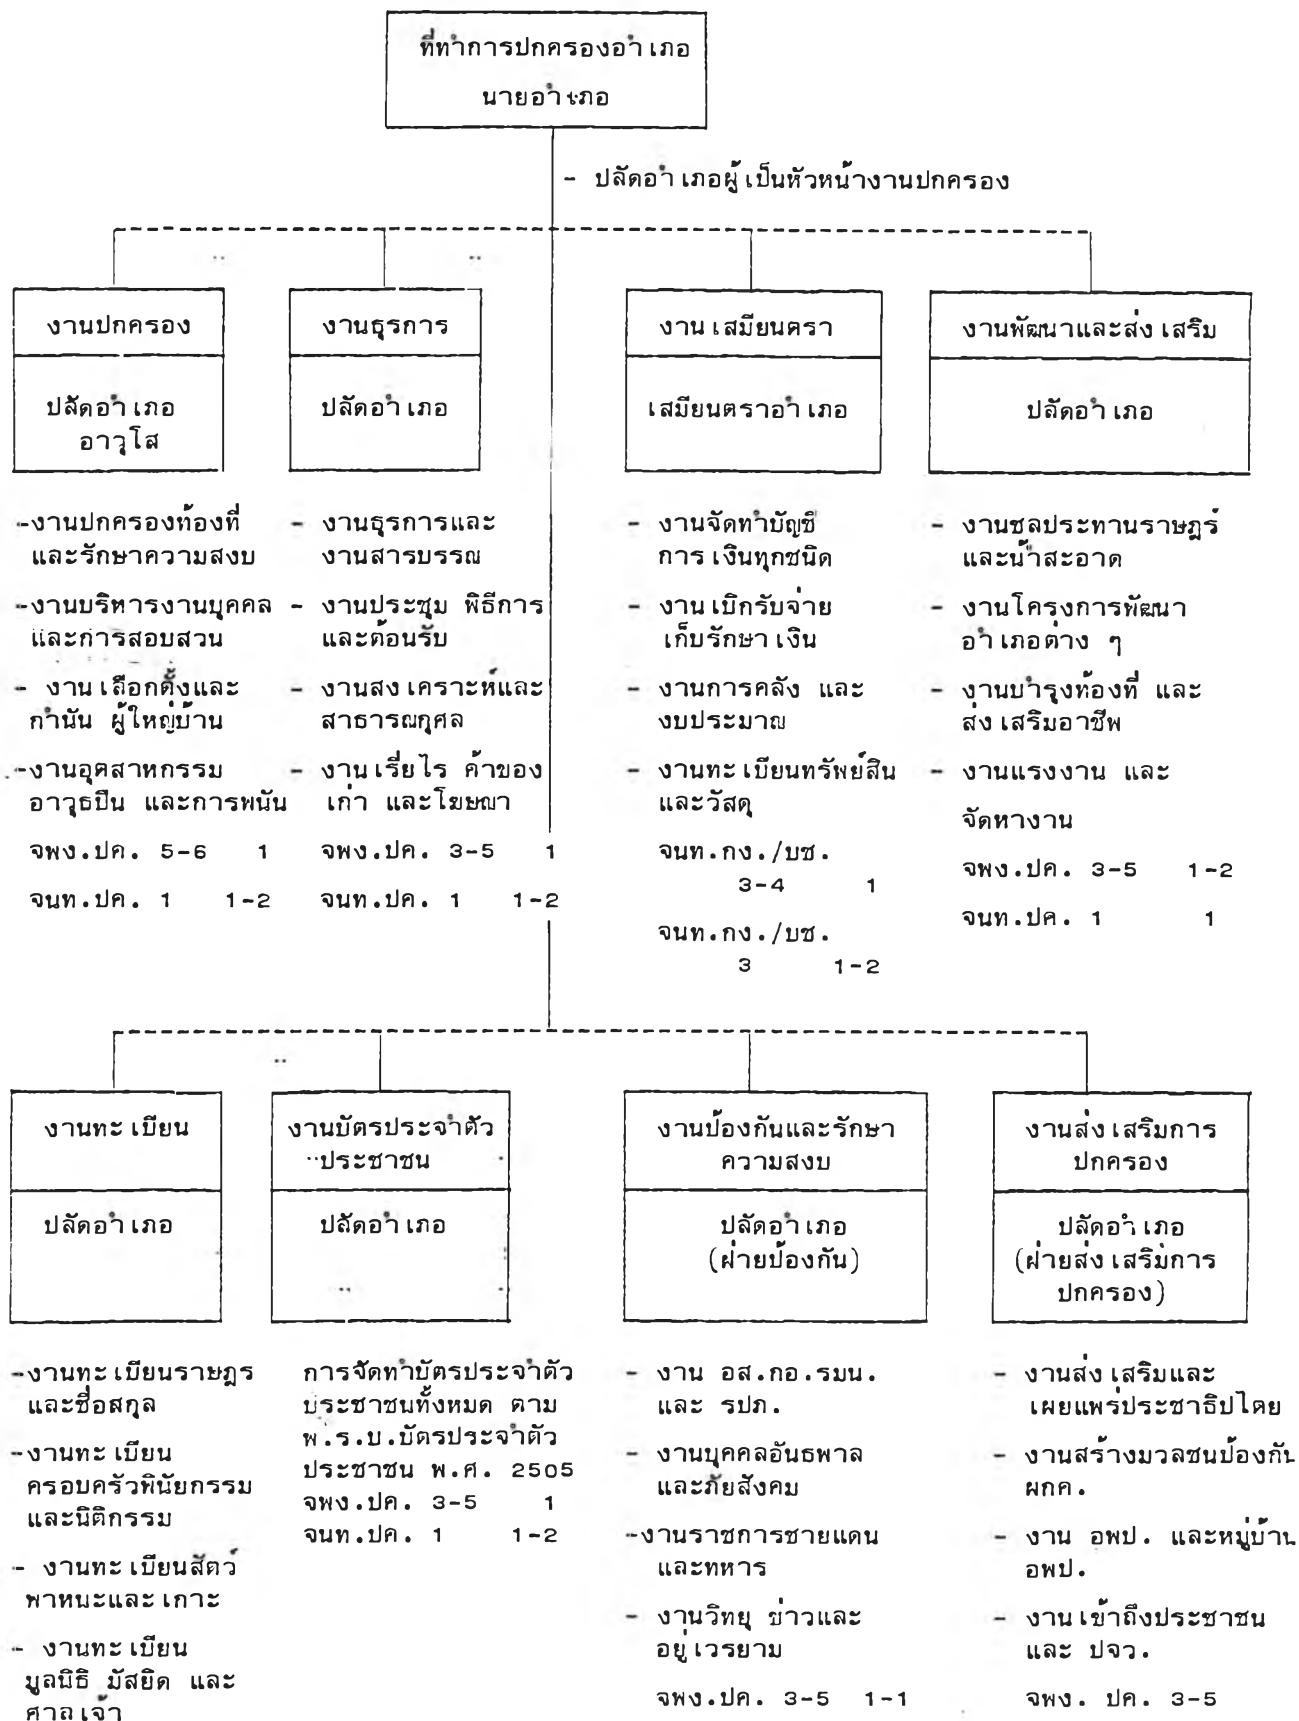 ที่ทำการปกครองอำเภอ
นายอำเภอ
- ปลัดอำเภอผู้เป็นหัวหน้างานปกครอง
งานปกครอง
ปลัดอำเภอ
อาวุโส
-งานปกครองท้องที่
และรักษาความสงบ
-งานบริหารงานบุคคล
และการสอบสวน
- งานเลือกตั้งและ
กำนัน ผู้ใหญ่บ้าน
-งานอุตสาหกรรม
อาวุธปืน และการพนัน
จพง.ปค. 5-6 1
จนท.ปค. 1 1-2
งานธุรการ
ปลัดอำเภอ
- งานธุรการและ
งานสารบรรณ
- งานประชุม พิธีการ
และต้อนรับ
- งานสงเคราะห์และ
สาธารณกุศล
- งานเรี่ยไร ค้าของ
เก่า และโฆษณา
จพง.ปค. 3-5 1
จนท.ปค. 1 1-2
งานเสมียนตรา
เสมียนตราอำเภอ
- งานจัดทำบัญชี
การเงินทุกชนิด
- งานเบิกรับจ่าย
เก็บรักษาเงิน
- งานการคลัง และ
งบประมาณ
- งานทะเบียนทรัพย์สิน
และวัสดุ
จนท.กง./บช.
3-4 1
จนท.กง./บช.
3 1-2
งานพัฒนาและส่งเสริม
ปลัดอำเภอ
- งานชลประทานราษฎร์
และน้ำสะอาด
- งานโครงการพัฒนา
อำเภอต่าง ๆ
- งานบำรุงท้องที่ และ
ส่งเสริมอาชีพ
- งานแรงงาน และ
จัดหางาน
จพง.ปค. 3-5 1-2
จนท.ปค. 1 1
งานทะเบียน
ปลัดอำเภอ
-งานทะเบียนราษฎร
และชื่อสกุล
-งานทะเบียน
ครอบครัวพินัยกรรม
และนิติกรรม
- งานทะเบียนสัตว์
พาหนะและเกาะ
- งานทะเบียน
มูลนิธิ มัสยิด และ
ศาลเจ้า
งานบัตรประจำตัว
ประชาชน
ปลัดอำเภอ
การจัดทำบัตรประจำตัว
ประชาชนทั้งหมด ตาม
พ.ร.บ.บัตรประจำตัว
ประชาชน พ.ศ. 2505
จพง.ปค. 3-5 1
จนท.ปค. 1 1-2
งานป้องกันและรักษา
ความสงบ
ปลัดอำเภอ
(ฝ่ายป้องกัน)
- งาน อส.กอ.รมน.
และ รปภ.
- งานบุคคลอันธพาล
และภัยสังคม
-งานราชการชายแดน
และทหาร
- งานวิทยุ ข่าวและ
อยู่เวรยาม
จพง.ปค. 3-5 1-1
งานส่งเสริมการ
ปกครอง
ปลัดอำเภอ
(ฝ่ายส่งเสริมการ
ปกครอง)
- งานส่งเสริมและ
เผยแพร่ประชาธิปไตย
- งานสร้างมวลชนป้องกัน
ผกค.
- งาน อพป. และหมู่บ้าน
อพป.
- งานเข้าถึงประชาชน
และ ปจว.
จพง. ปค. 3-5